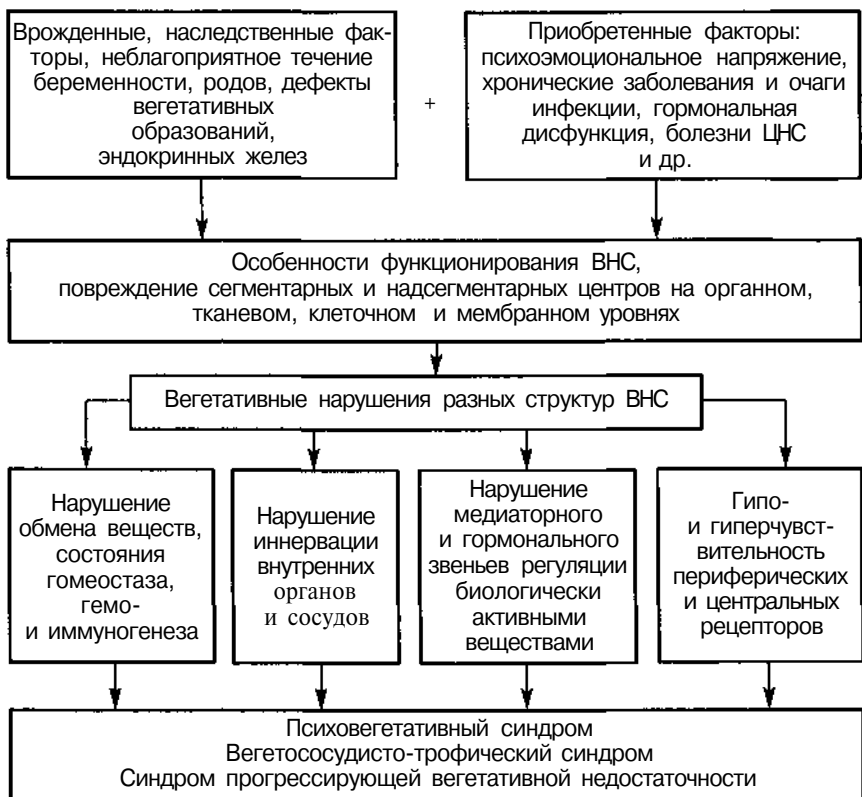 Врожденные, наследственные фак-
торы, неблагоприятное течение
беременности, родов, дефекты
вегетативных
образований,
эндокринных желез
+
Приобретенные факторы:
психоэмоциональное напряжение,
хронические заболевания и очаги
инфекции, гормональная
дисфункция, болезни ЦНС
и др.
Особенности функционирования ВНС,
повреждение сегментарных и надсегментарных центров на органном,
тканевом, клеточном и мембранном уровнях
Вегетативные нарушения разных структур ВНС
Нарушение
обмена веществ,
состояния
гомеостаза,
гемо-
и иммуногенеза
Нарушение
иннервации
внутренних
органов
и сосудов
Нарушение
медиаторного
и гормонального
звеньев регуляции
биологически
активными
веществами
Гипо-
и гиперчувст-
вительность
периферических
и центральных
рецепторов
Психовегетативный синдром
Вегетососудисто-трофический синдром
Синдром прогрессирующей вегетативной недостаточности